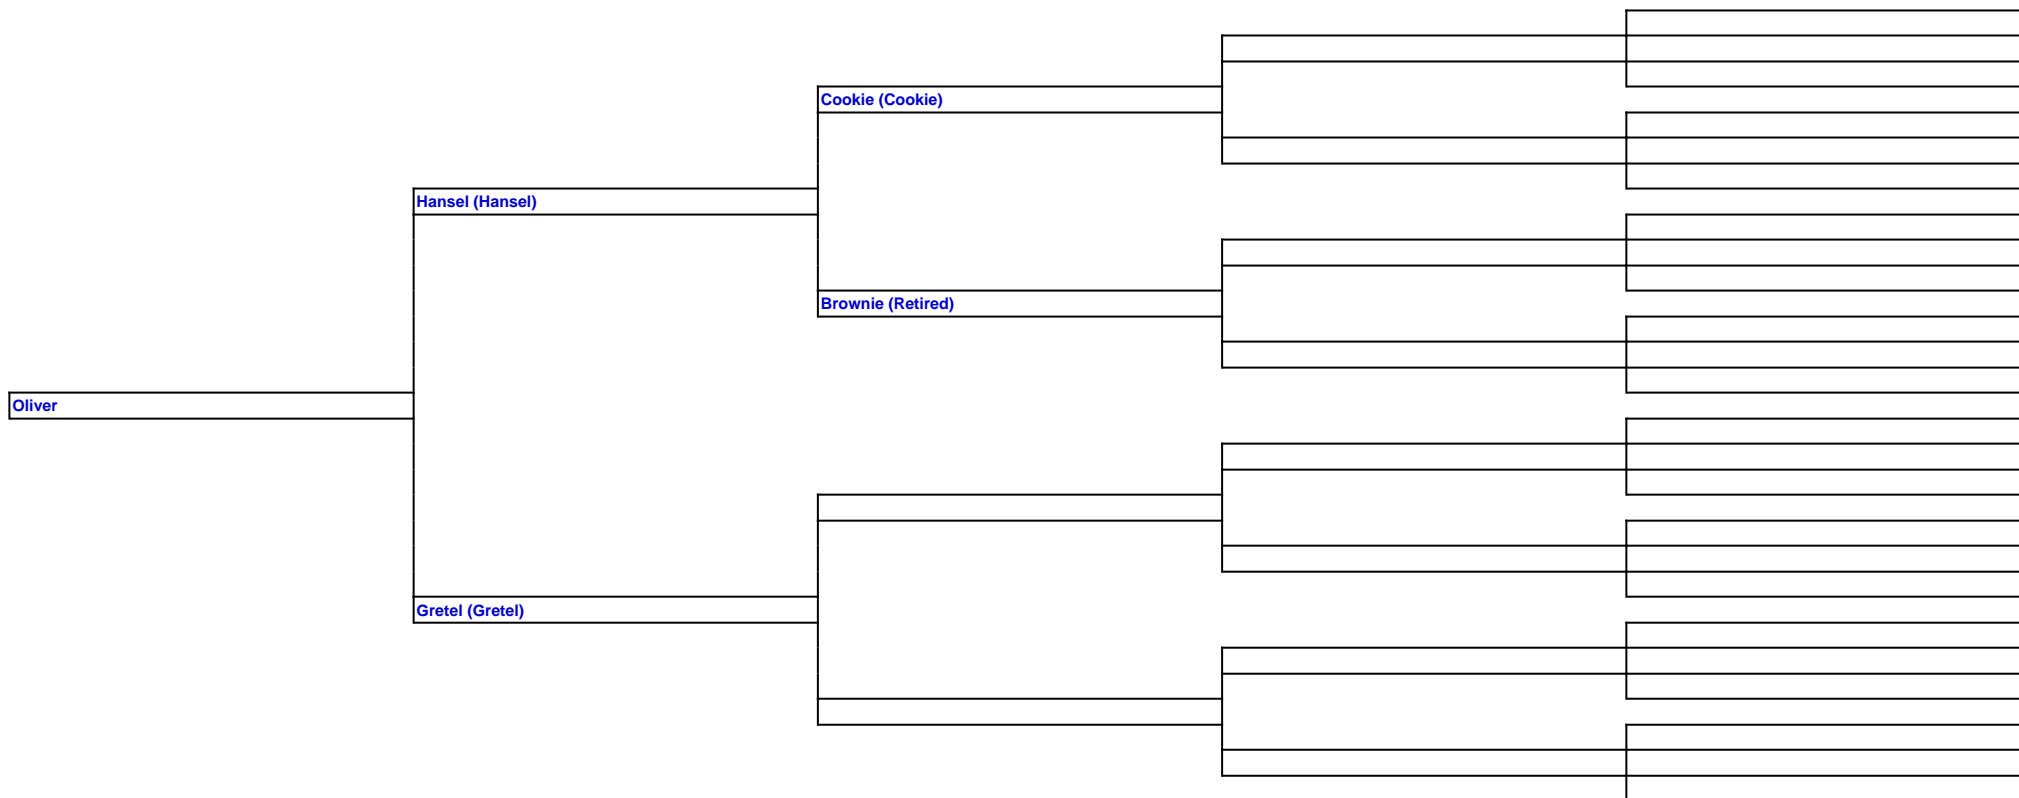 Cookie (Cookie)
Hansel (Hansel)
Brownie (Retired)
Oliver
Gretel (Gretel)